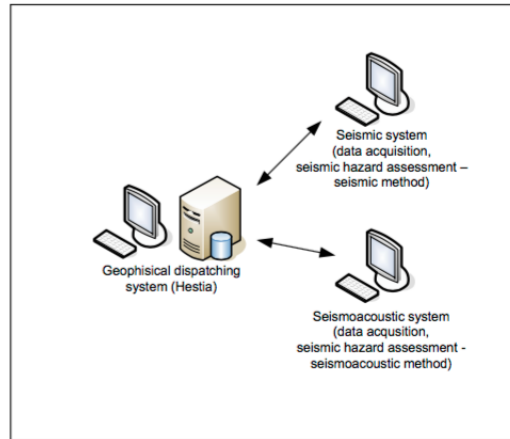 Seismic system
(data acquisition,
seismic hazard assessment –
seismic method)
Geophisical dispatching
system (Hestia)
Seismoacoustic system
(data acqusition,
seismic hazard assessment -
seismoacoustic method)